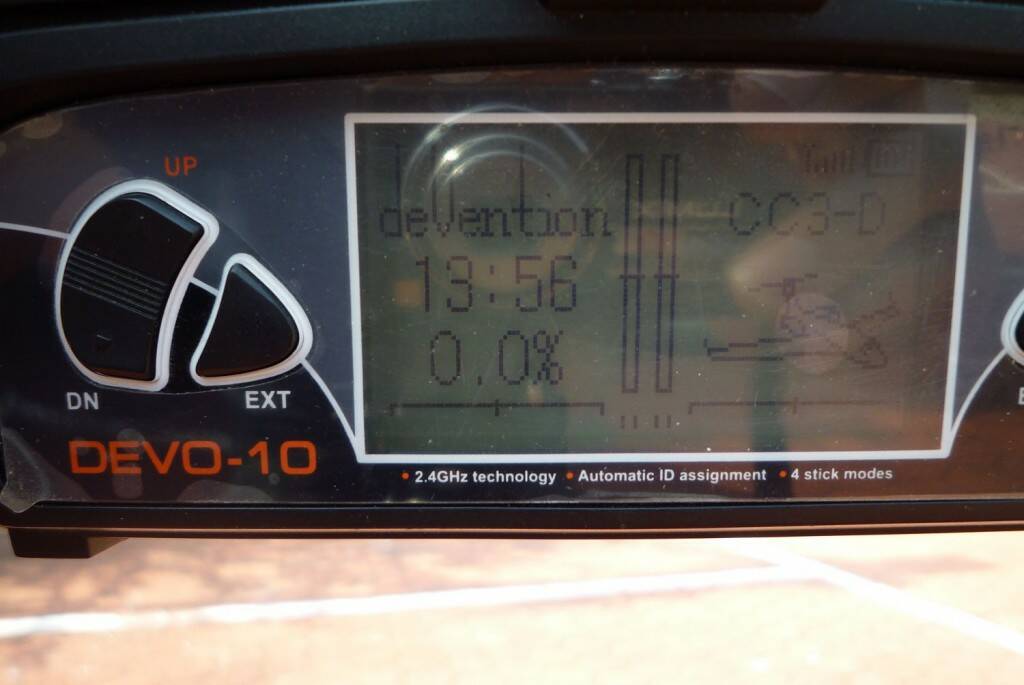 UP
devention
CC3-D
13:56
0.0%
DN
EXT
DEVO-10
2.4GHz technology • Automatic ID assignment • 4 stick modes